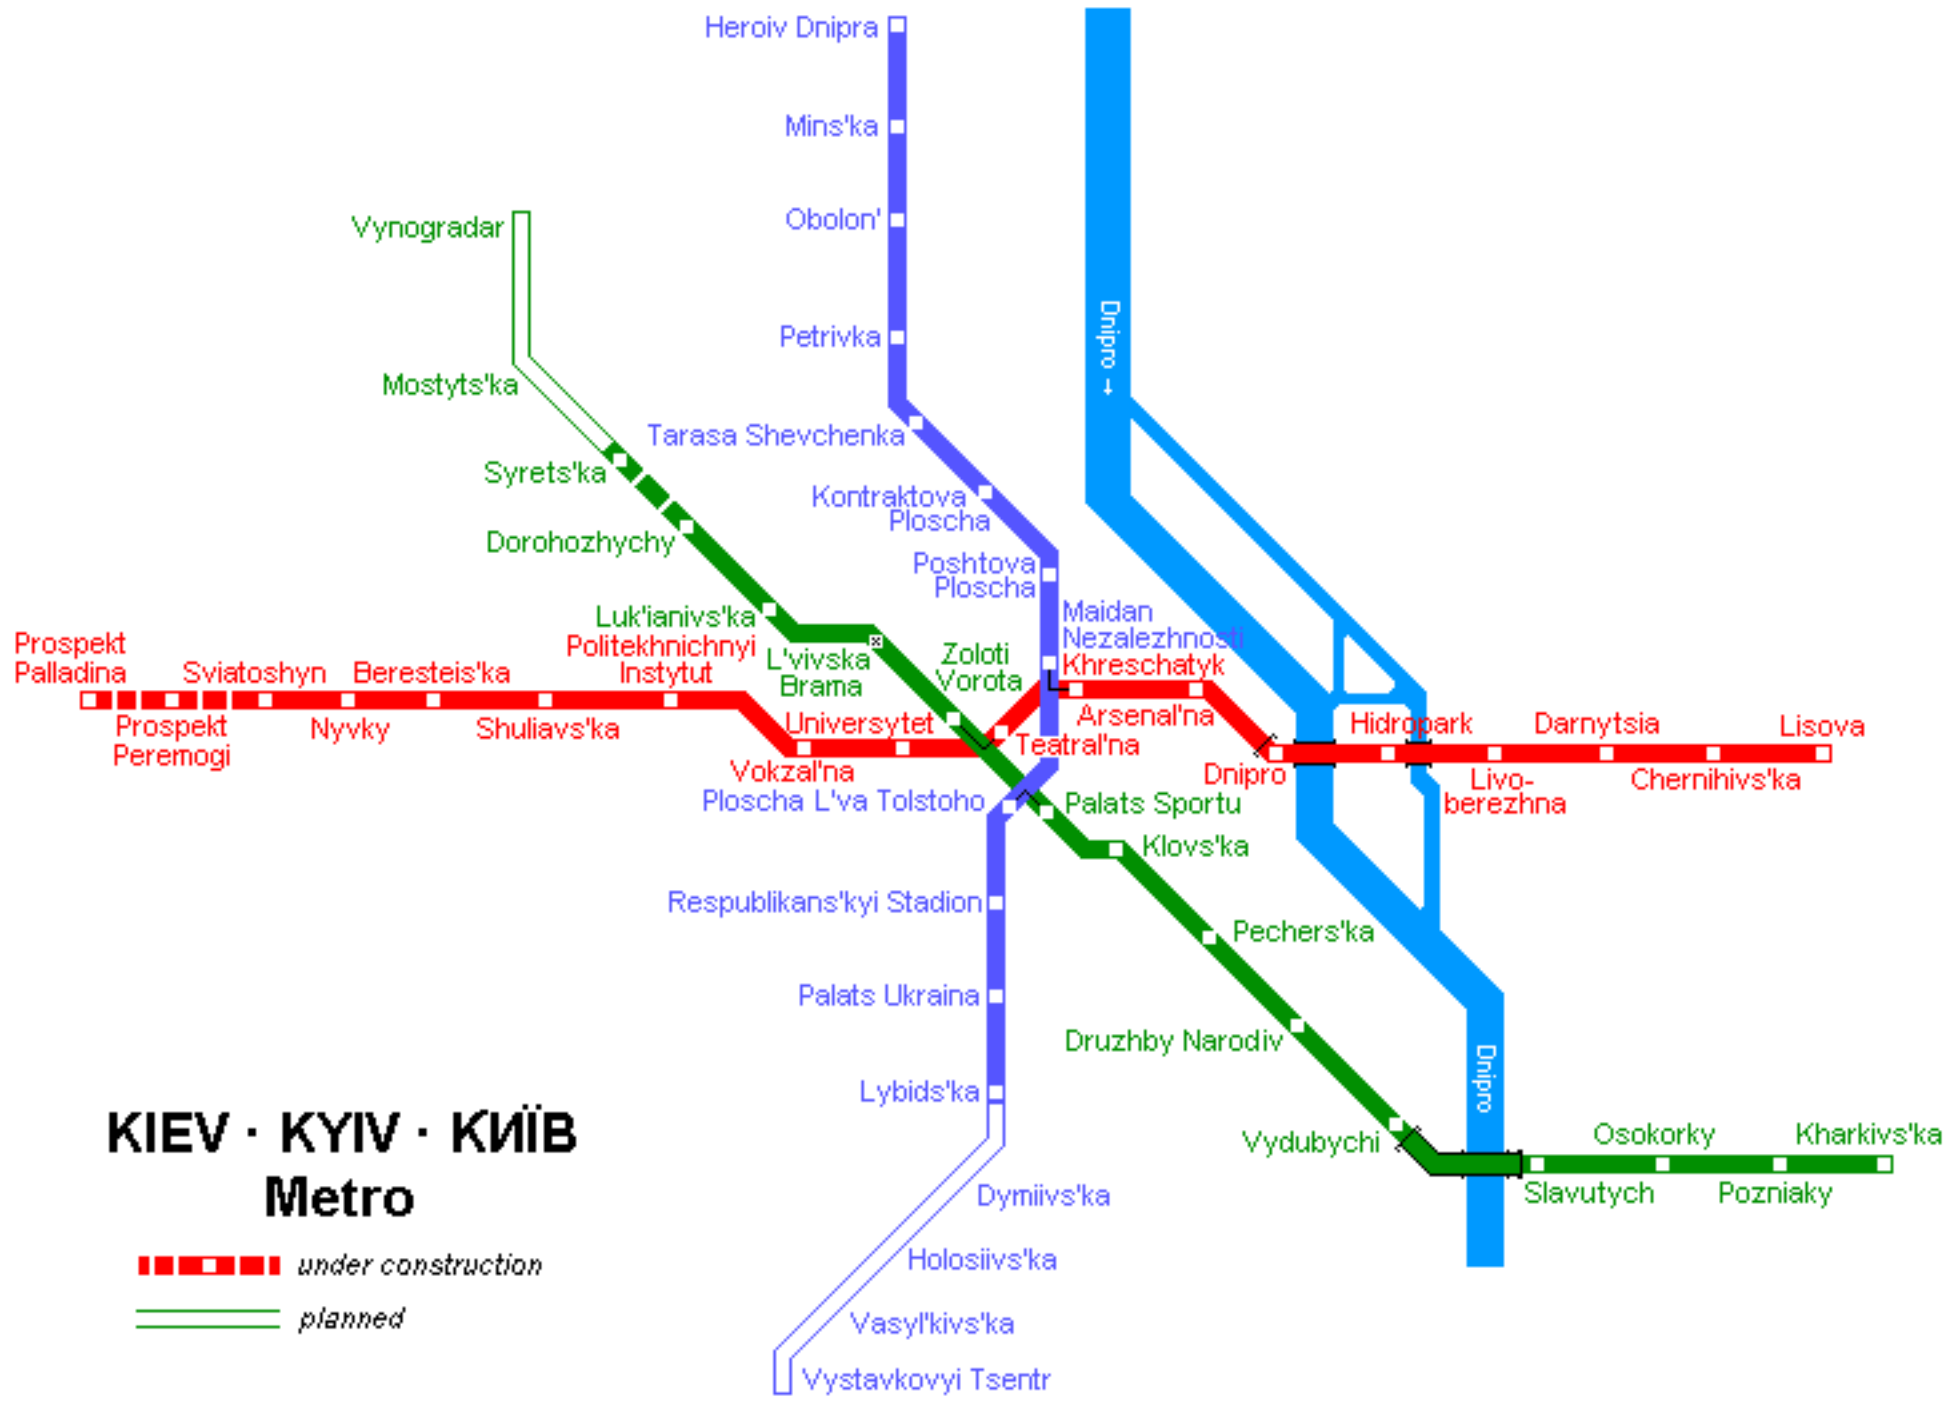 Heroiv Dnipra
Mins'ka
Obolon'
Petrivka
Tarasa Shevchenka
Kontraktova
Ploscha
Poshtova
Ploscha
Maidan
Nezalezhnosti
Khreschatyk
Vynogradar
Mostyts'ka
Syrets'ka
Dorohozhychy
Luk'ianivs'ka
L'vivska
Brama
Zoloti
Vorota
Prospekt
Palladina
Prospekt
Peremogi
Sviatoshyn
Nyvky
Beresteis'ka
Shuliavs'ka
Politekhnichnyi
Instytut
Vokzal'na
Universytet
Teatral'na
Arsenal'na
Dnipro
Hidropark
Livo-
berezhna
Darnytsia
Chernihivs'ka
Lisova
Dnipro →
Ploscha L'va Tolstoho
Palats Sportu
Klovs'ka
Respublikans'kyi Stadion
Pechers'ka
Palats Ukraina
Druzhby Narodiv
Lybids'ka
Vydubychi
Dnipro
Slavutych
Osokorky
Pozniaky
Kharkivs'ka
Dymiivs'ka
Holosiivs'ka
Vasyl'kivs'ka
Vystavkovyi Tsentr
KIEV · KYIV · КИЇВ
Metro
under construction
planned